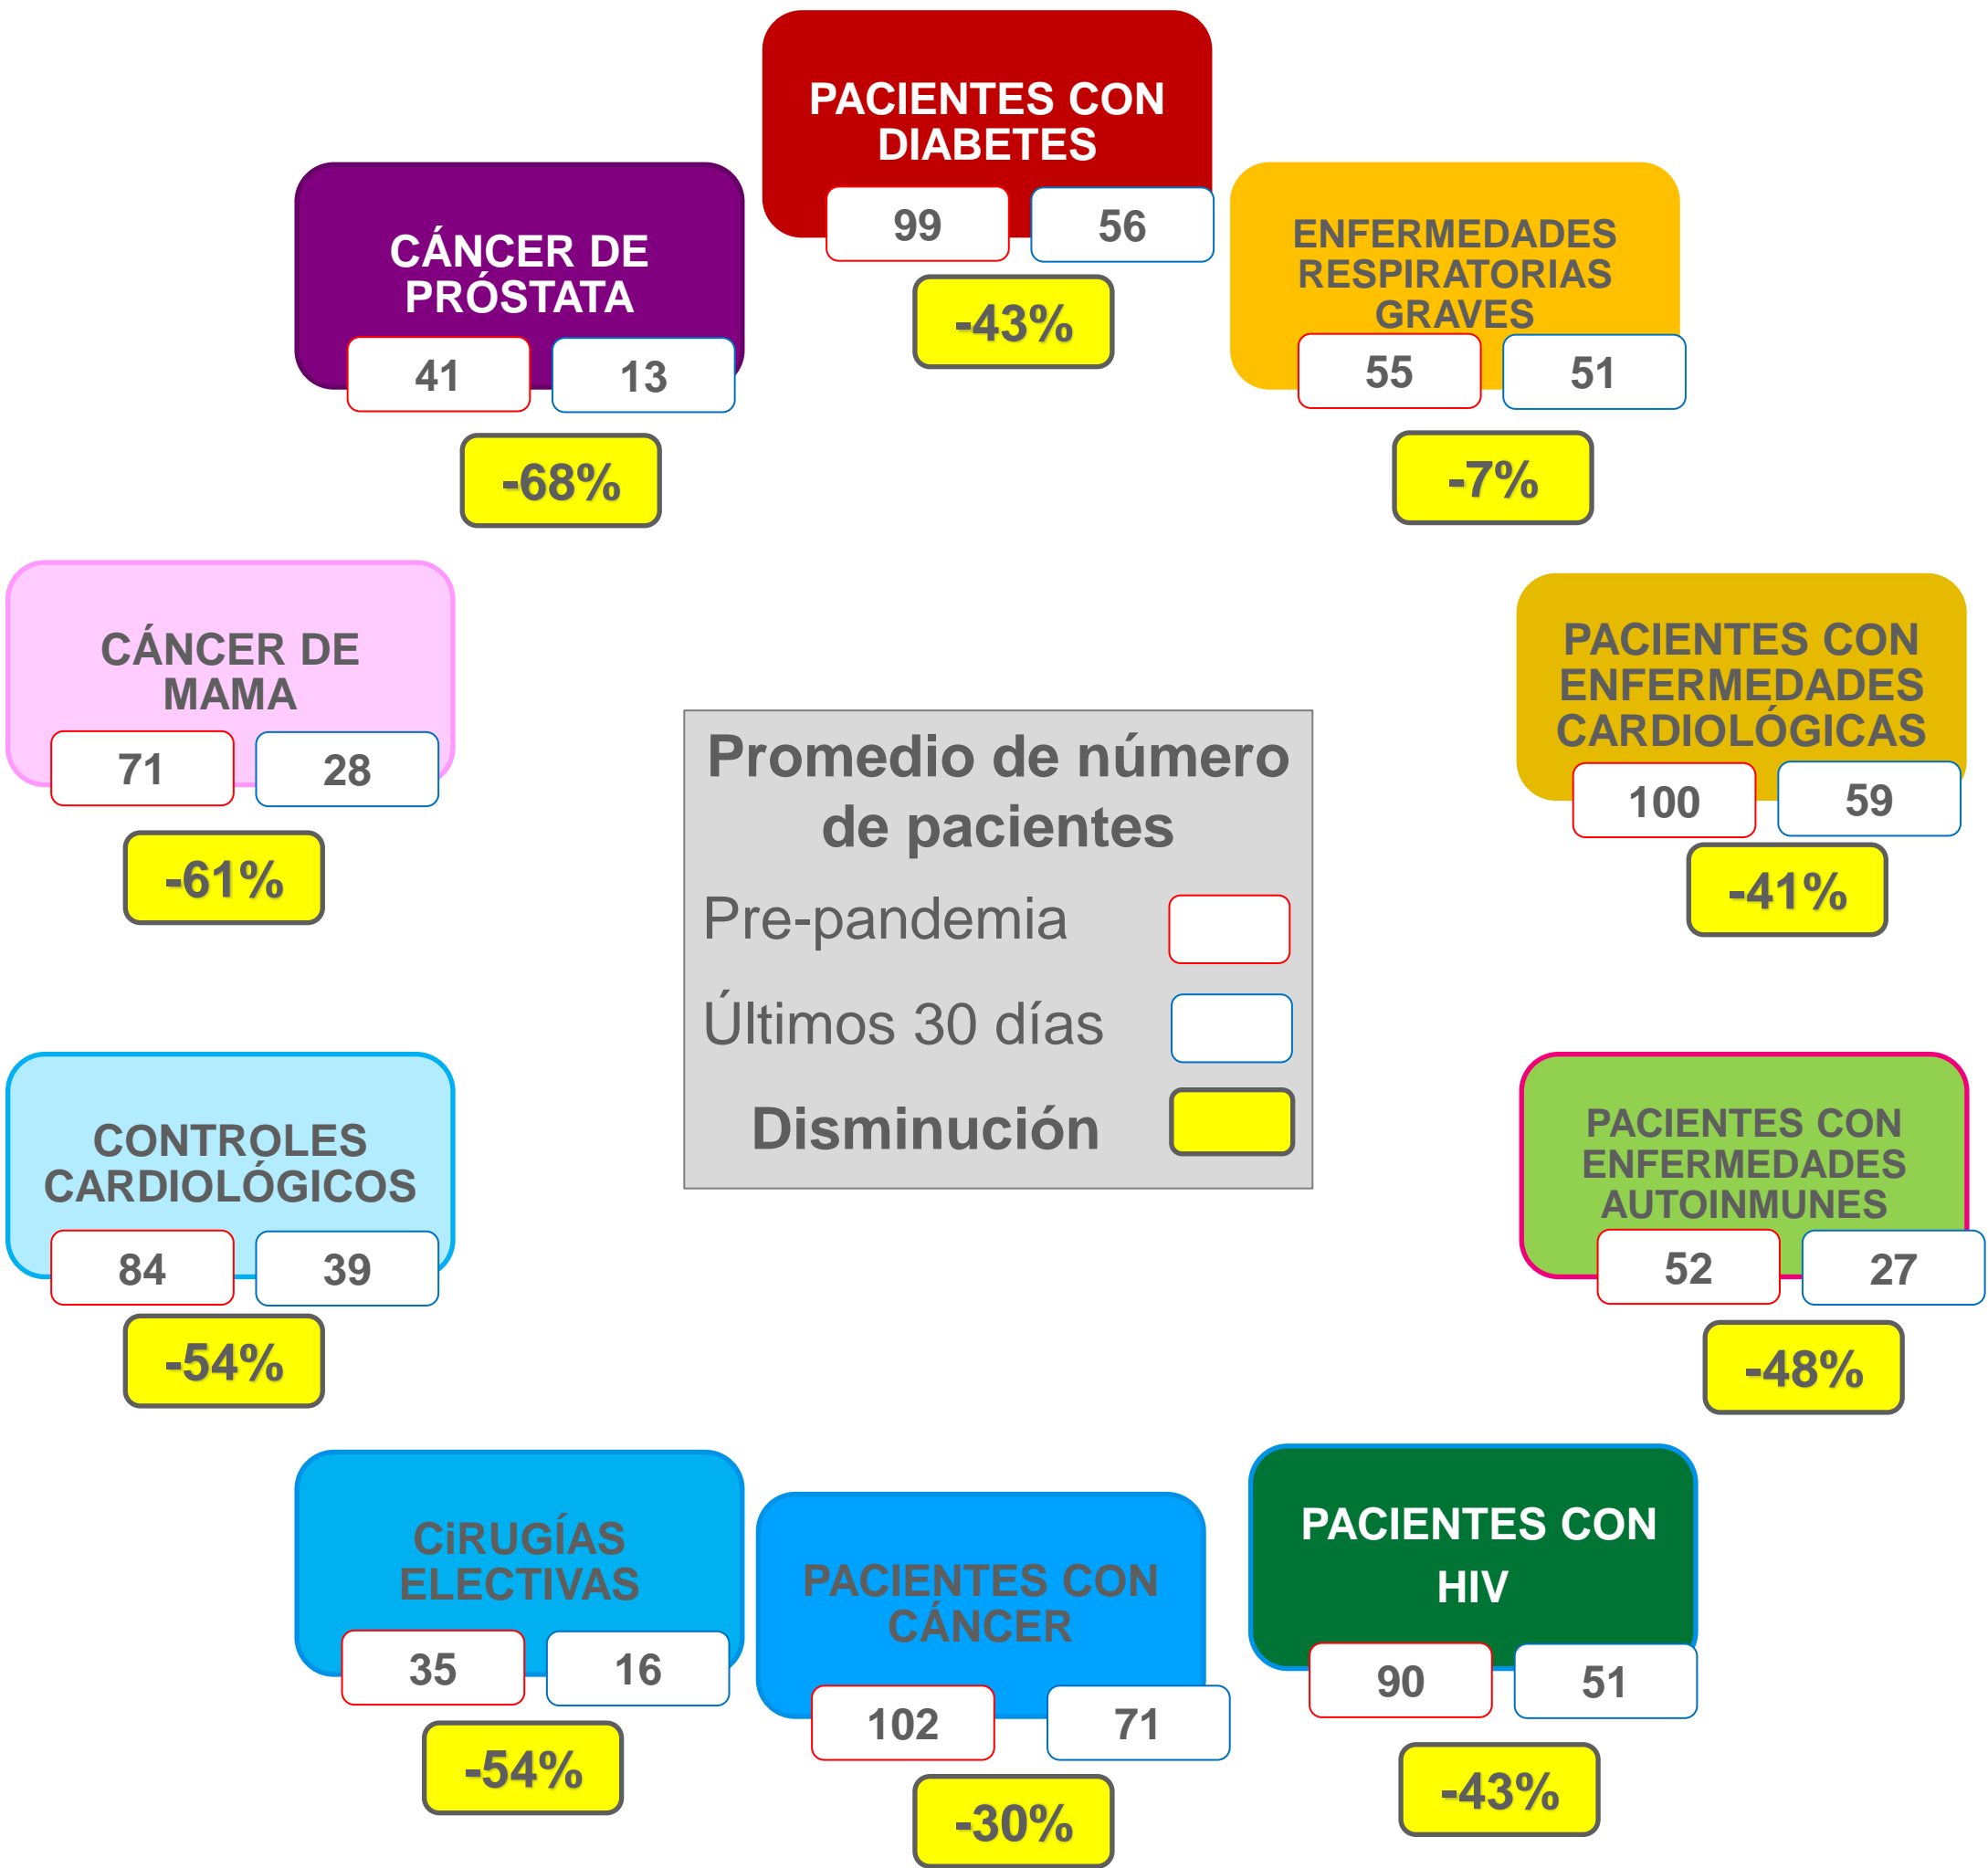 PACIENTES CON
DIABETES
99 56
-43%
ENFERMEDADES
RESPIRATORIAS
GRAVES
55 51
-7%
PACIENTES CON
ENFERMEDADES
CARDIOLÓGICAS
100 59
-41%
PACIENTES CON
ENFERMEDADES
AUTOINMUNES
52 27
-48%
PACIENTES CON
HIV
90 51
-43%
PACIENTES CON
CÁNCER
102 71
-30%
CiRUGÍAS
ELECTIVAS
35 16
-54%
CONTROLES
CARDIOLÓGICOS
84 39
-54%
CÁNCER DE
MAMA
71 28
-61%
CÁNCER DE
PRÓSTATA
41 13
-68%
Promedio de número
de pacientes
Pre-pandemia
Últimos 30 días
Disminución